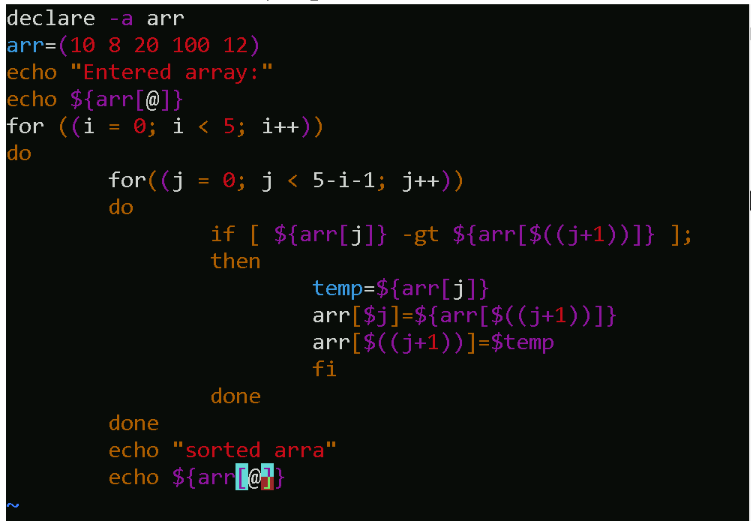 declare -a arr
arr=(10 8 20 100 12)
echo "Entered array:"
echo ${arr[@]}
for ((i = 0; i < 5; i++))
do
for((j = 0; j < 5-i-1; j++))
do
if [ ${arr[j]} -gt ${arr[$((j+1))]} ];
then
temp=${arr[j]}
arr[$j]=${arr[$((j+1))]}
arr[$((j+1))]=$temp
fi
done
done
echo "sorted arra"
echo ${arr[@]}
~